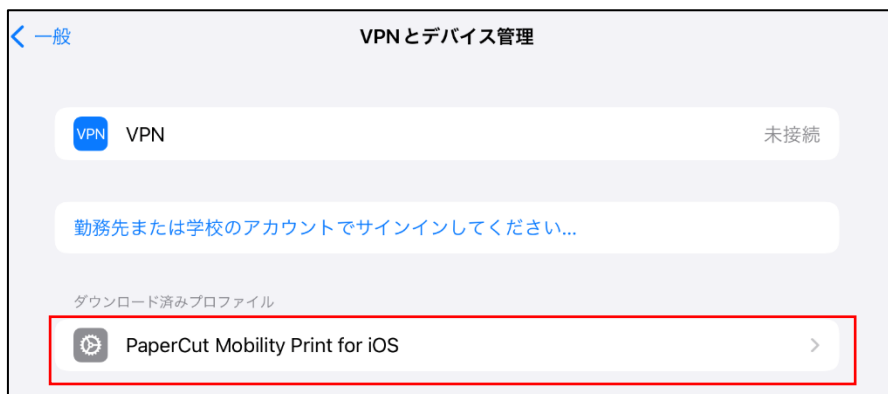 一般
VPNとデバイス管理
VPN VPN 未接続
勤務先または学校のアカウントでサインインしてください...
ダウンロード済みプロファイル
PaperCut Mobility Print for iOS